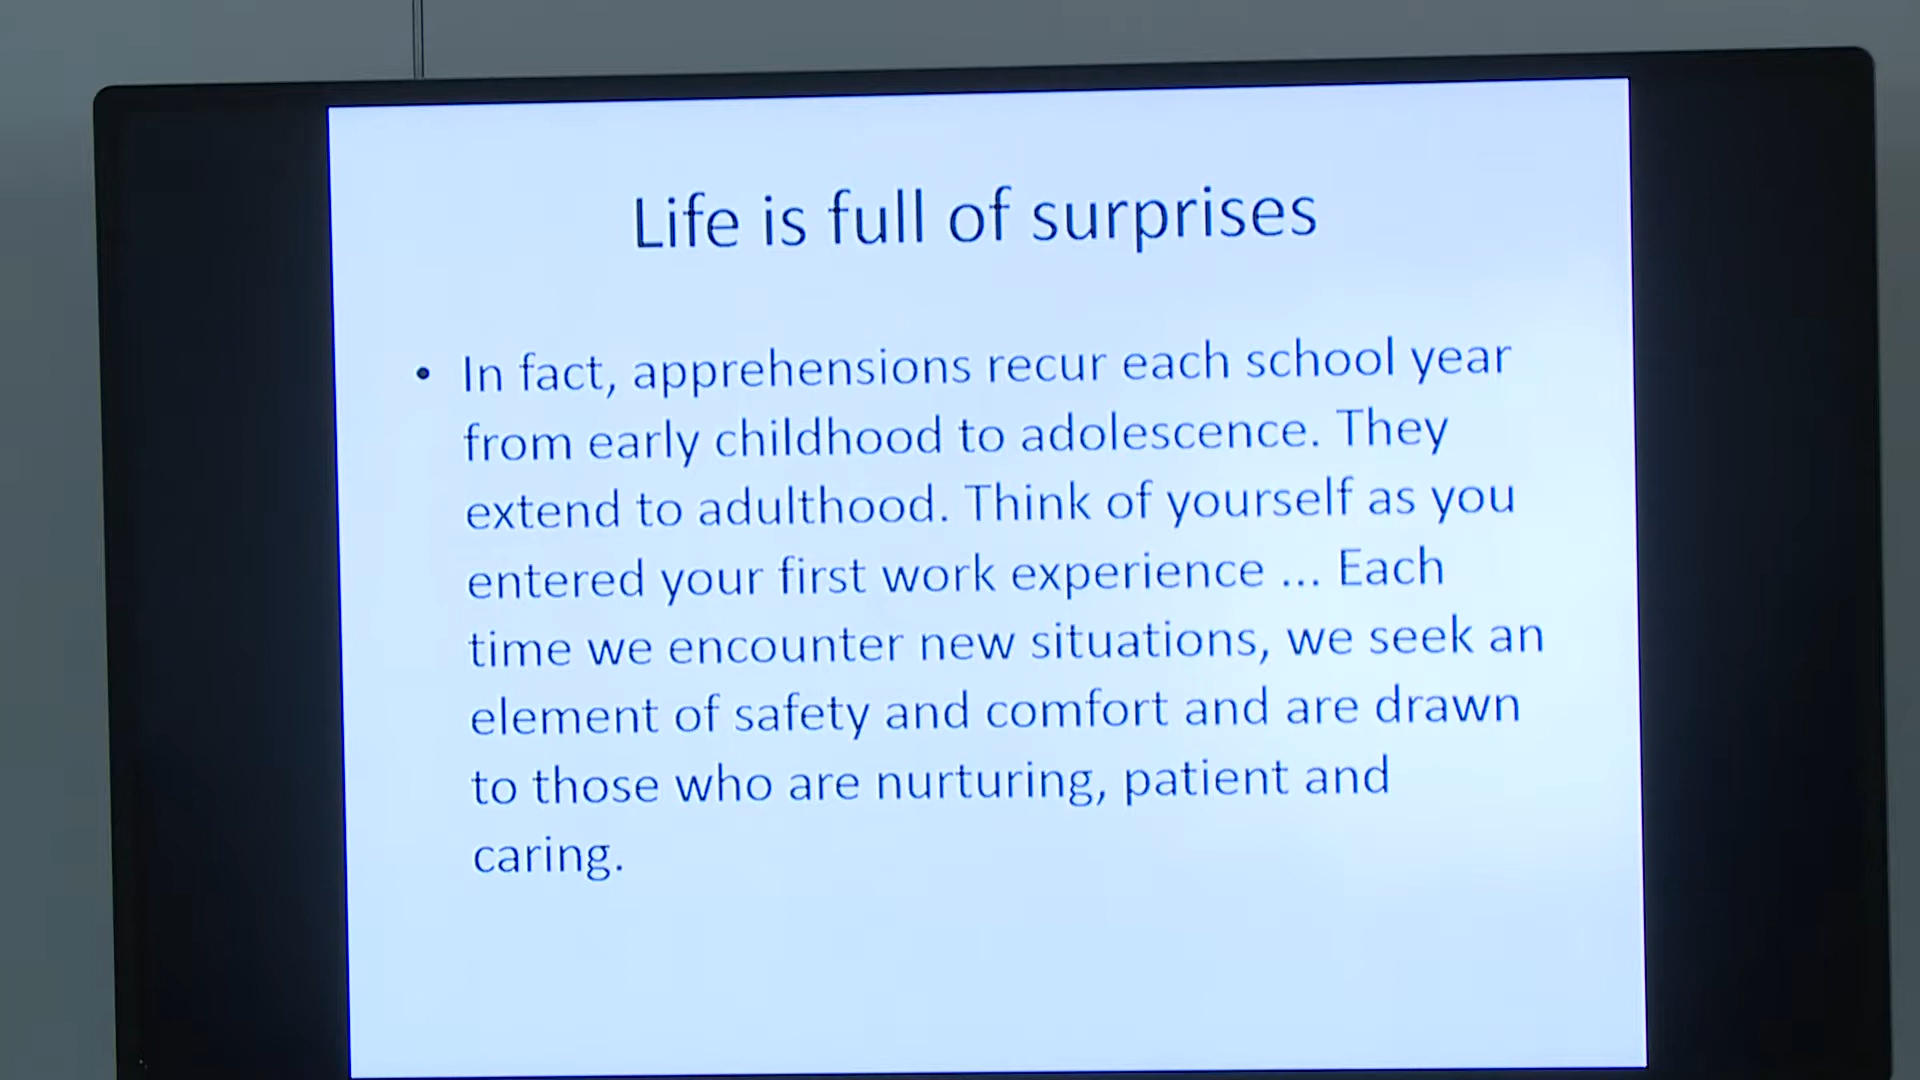 Life is full of surprises
• In fact, apprehensions recur each school year
from early childhood to adolescence. They
extend to adulthood. Think of yourself as you
entered your first work experience ... Each
time we encounter new situations, we seek an
element of safety and comfort and are drawn
to those who are nurturing, patient and
caring.